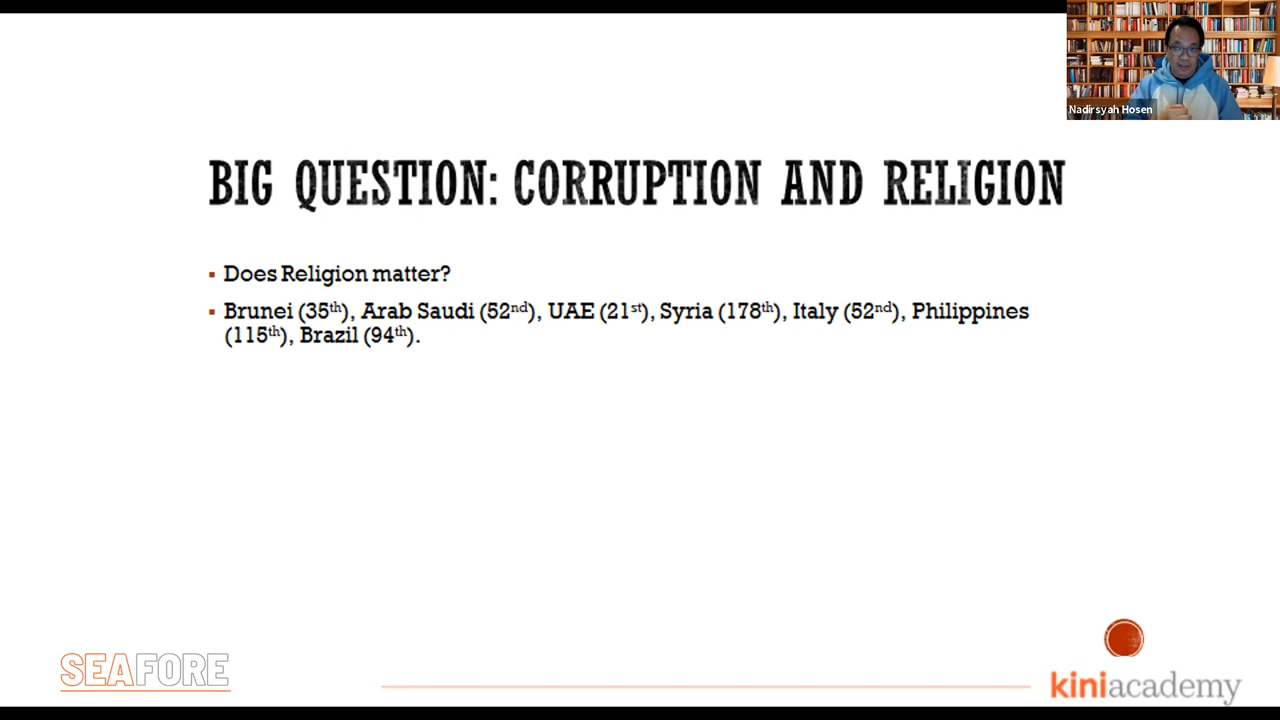 Nadirsyah Hosen
BIG QUESTION: CORRUPTION AND RELIGION
▪ Does Religion matter?
▪ Brunei (35th), Arab Saudi (52nd), UAE (21st), Syria (178th), Italy (52nd), Philippines
(115th), Brazil (94th).
SEAFORE
kiniacademy